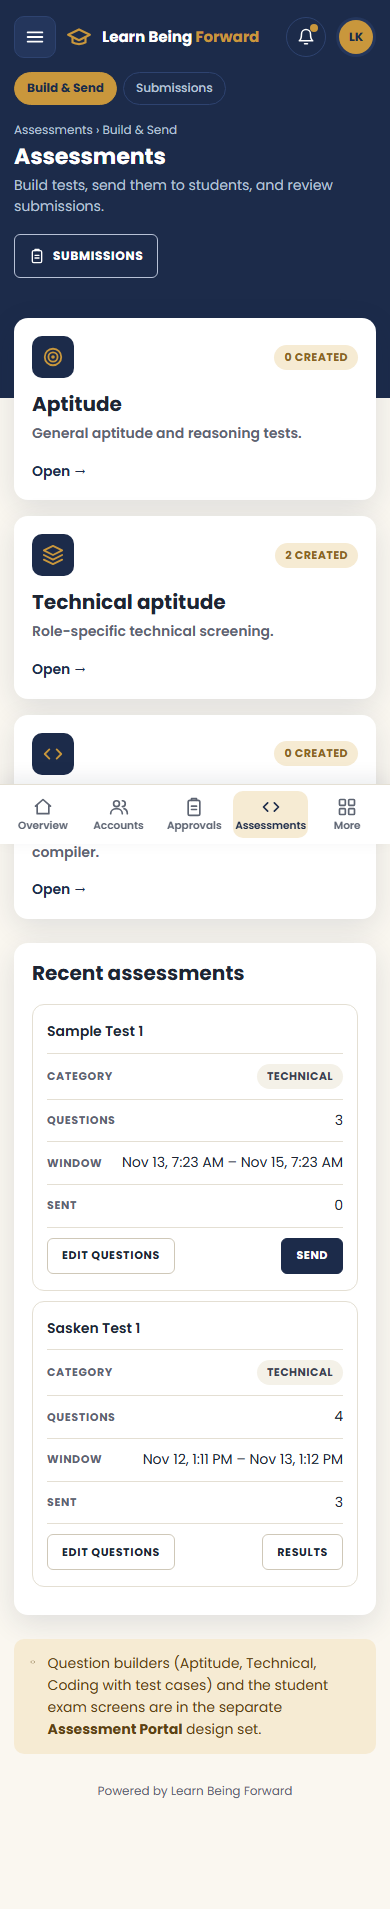 Learn Being Forward
LK
Build & Send
Submissions
Assessments › Build & Send
Assessments
Build tests, send them to students, and review
submissions.
SUBMISSIONS
0 CREATED
Aptitude
General aptitude and reasoning tests.
Open →
2 CREATED
Technical aptitude
Role-specific technical screening.
Open →
0 CREATED
Overview
Accounts
Approvals
Assessments
More
compiler.
Open →
Recent assessments
Sample Test 1
CATEGORY TECHNICAL
QUESTIONS 3
WINDOW Nov 13, 7:23 AM – Nov 15, 7:23 AM
SENT 0
EDIT QUESTIONS SEND
Sasken Test 1
CATEGORY TECHNICAL
QUESTIONS 4
WINDOW Nov 12, 1:11 PM – Nov 13, 1:12 PM
SENT 3
EDIT QUESTIONS RESULTS
Question builders (Aptitude, Technical,
Coding with test cases) and the student
exam screens are in the separate
Assessment Portal design set.
Powered by Learn Being Forward